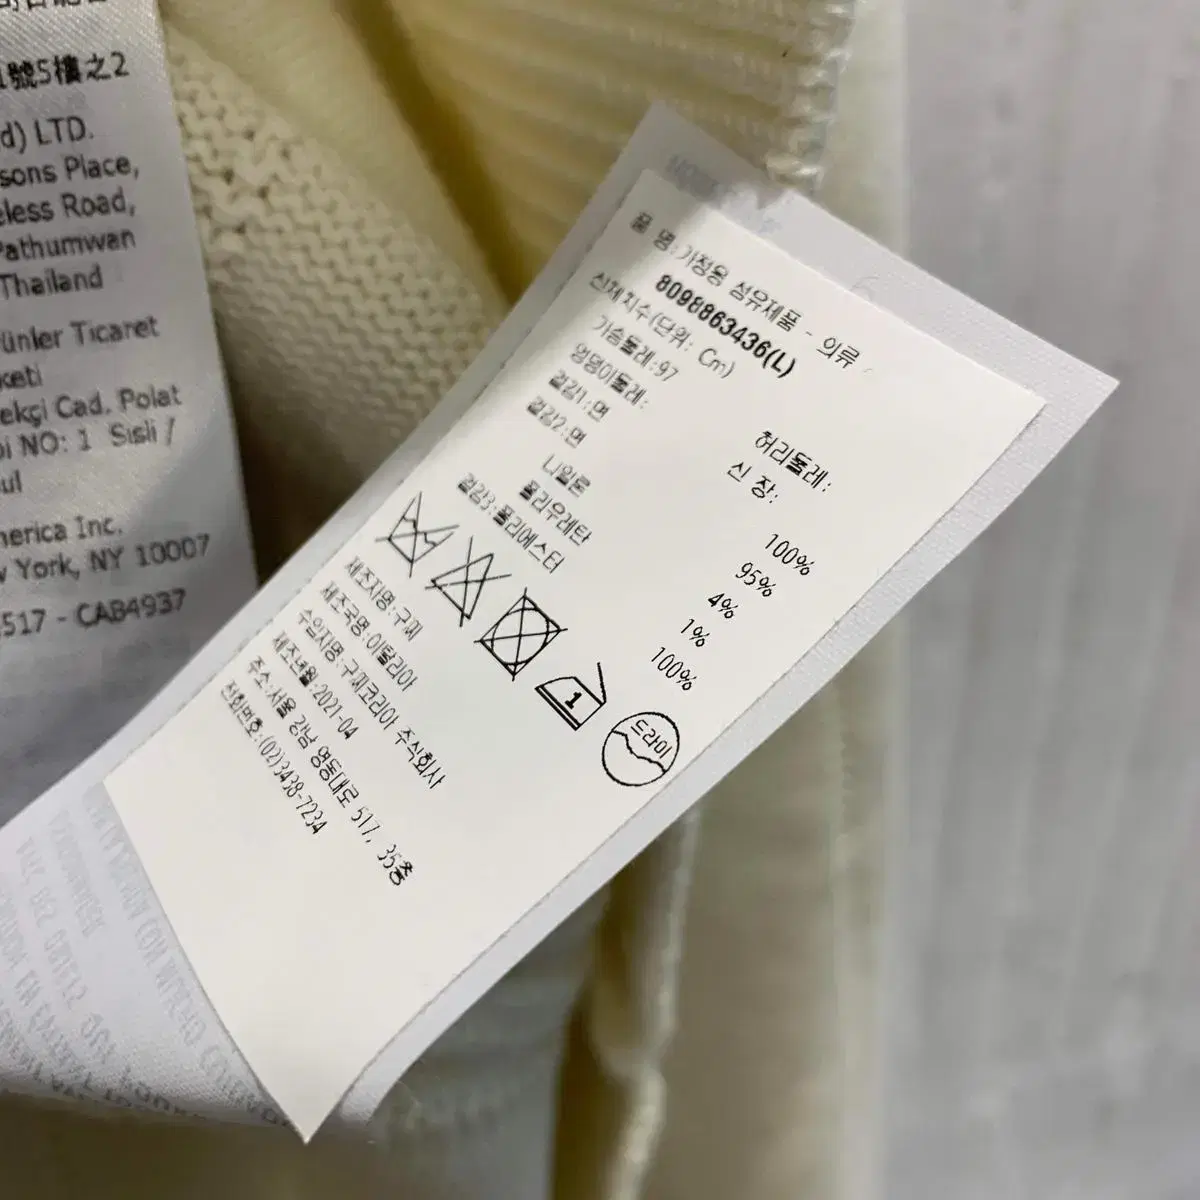 1號5樓之2
d) LTD.
sons Place,
eless Road,
Pathumwan
Thailand
ünler Ticaret
keti
ekçi Cad. Polat
bi NO: 1 Sisli /
ul
nerica Inc.
w York, NY 10007
517 - CAB4937
품 명:가정용 섬유제품 - 의류
8098863436(L)
신체치수(단위: Cm)
가슴둘레:97
허리둘레:
엉덩이둘레:
신 장:
겉감1:면 100%
겉감2:면 95%
나일론 4%
폴리우레탄 1%
겉감3:폴리에스터 100%
1
드라이
제조자명:구찌
제조국명:이탈리아
수입자명:구찌코리아 주식회사
제조년월:2021-04
주소:서울 강남 영동대로 517, 35층
전화번호:(02)3438-7234